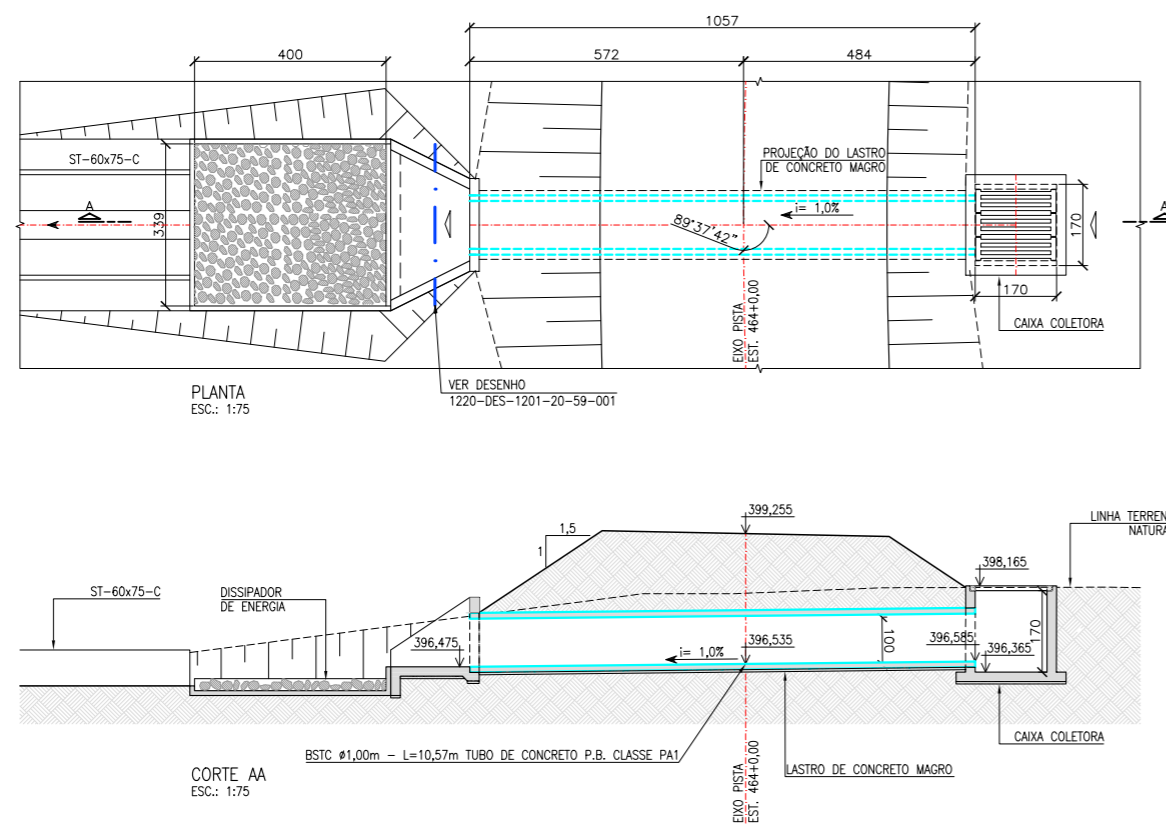 1057
400
572
484
ST-60x75-C
PROJEÇÃO DO LASTRO
DE CONCRETO MAGRO
A
A
339
i= 1,0%
89°37'42"
170
170
EIXO PISTA
EST. 464+0,00
CAIXA COLETORA
PLANTA
ESC.: 1:75
VER DESENHO
1220-DES-1201-20-59-001
399,255
1,5
1
LINHA TERREN
NATURA
398,165
ST-60x75-C
DISSIPADOR
DE ENERGIA
396,475
396,535
100
396,585
170
396,365
i= 1,0%
BSTC ø1,00m - L=10,57m TUBO DE CONCRETO P.B. CLASSE PA1
LASTRO DE CONCRETO MAGRO
CAIXA COLETORA
CORTE AA
ESC.: 1:75
EIXO PISTA
EST. 464+0,00